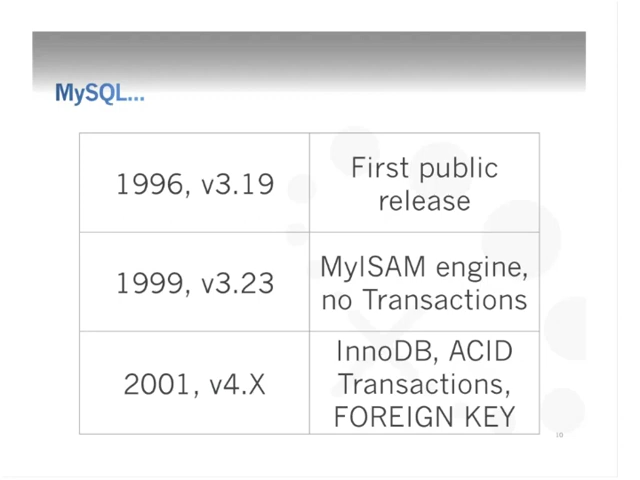 MySQL...
1996, v3.19
First public
release
1999, v3.23
MyISAM engine,
no Transactions
2001, v4.X
InnoDB, ACID
Transactions,
FOREIGN KEY
10